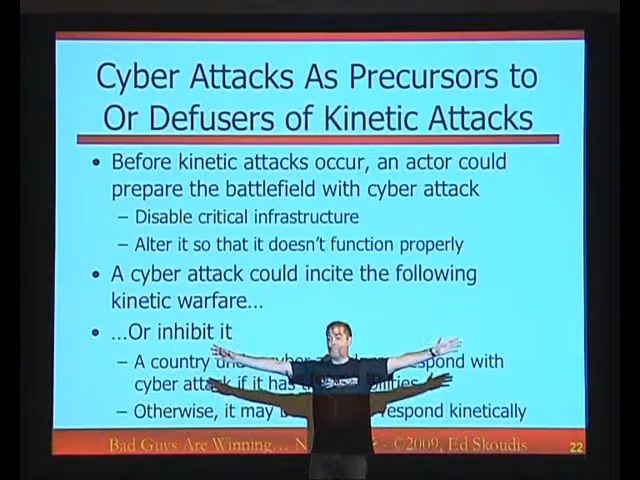 Cyber Attacks As Precursors to
Or Defusers of Kinetic Attacks
• Before kinetic attacks occur, an actor could
prepare the battlefield with cyber attack
– Disable critical infrastructure
– Alter it so that it doesn't function properly
• A cyber attack could incite the following
kinetic warfare…
• …Or inhibit it
– A country cyber with
cyber attack if it has
– Otherwise, it may respond kinetically
Bad Guys Are Winning… - ©2009, Ed Skoudis
22